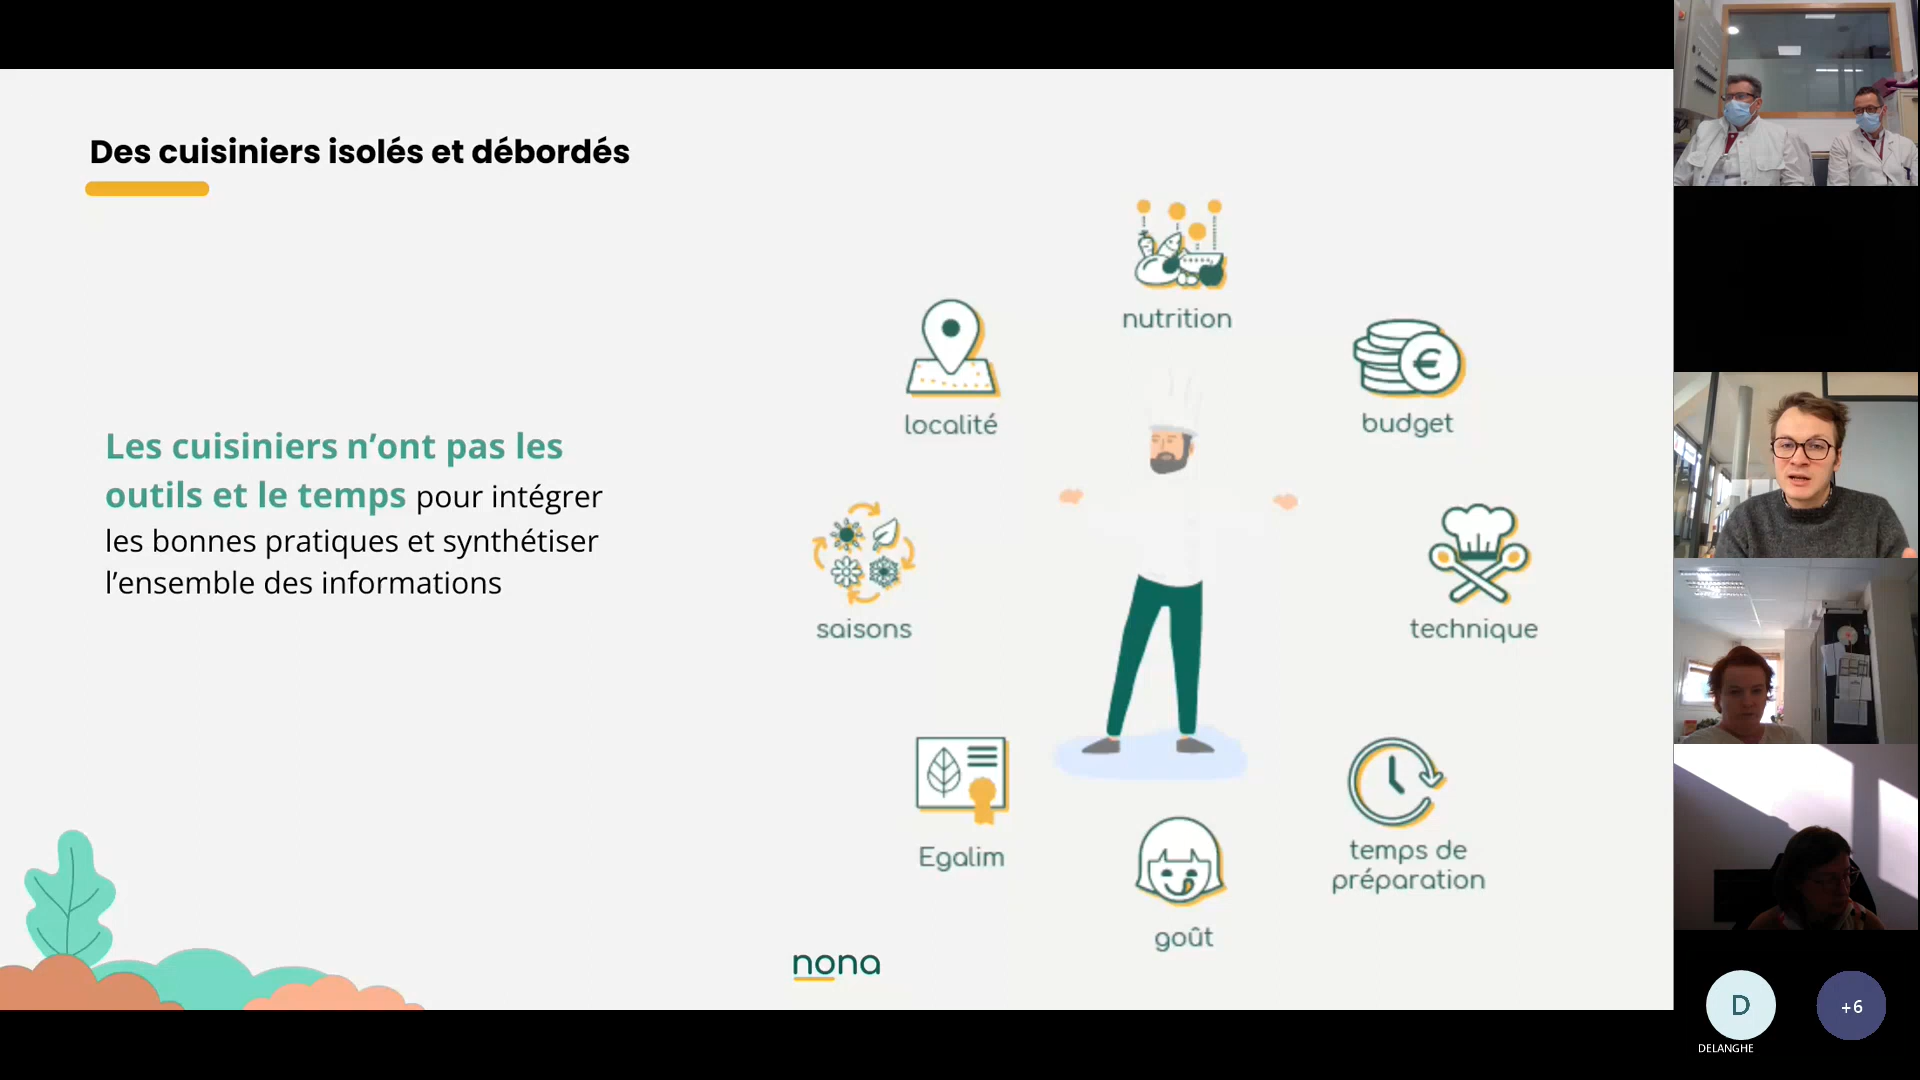 Des cuisiniers isolés et débordés
Les cuisiniers n’ont pas les
outils et le temps pour intégrer
les bonnes pratiques et synthétiser
l’ensemble des informations
nutrition
localité
budget
€
saisons
technique
Egalim
temps de
préparation
goût
nona
D
+6
DELANGHE